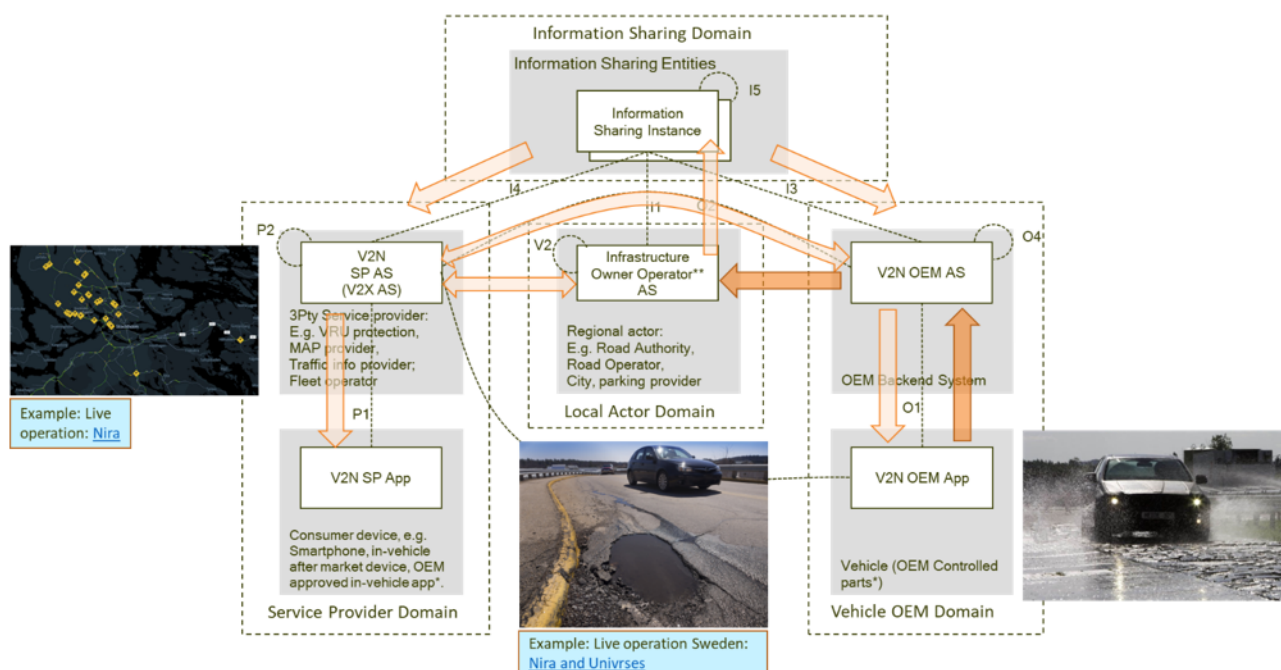 Information Sharing Domain
Information Sharing Entities
I5
Information
Sharing Instance
I4
I3
I1
O2
P2
V2N
SP AS
(V2X AS)
V2
Infrastructure
Owner Operator**
AS
O4
V2N OEM AS
3Pty Service provider:
E.g. VRU protection,
MAP provider,
Traffic info provider;
Fleet operator
Regional actor:
E.g. Road Authority,
Road Operator,
City, parking provider
OEM Backend System
Local Actor Domain
P1
O1
Example: Live
operation: Nira
V2N SP App
V2N OEM App
Consumer device, e.g.
Smartphone, in-vehicle
after market device, OEM
approved in-vehicle app*.
Vehicle (OEM Controlled
parts*)
Service Provider Domain
Vehicle OEM Domain
Example: Live operation Sweden:
Nira and Univrses